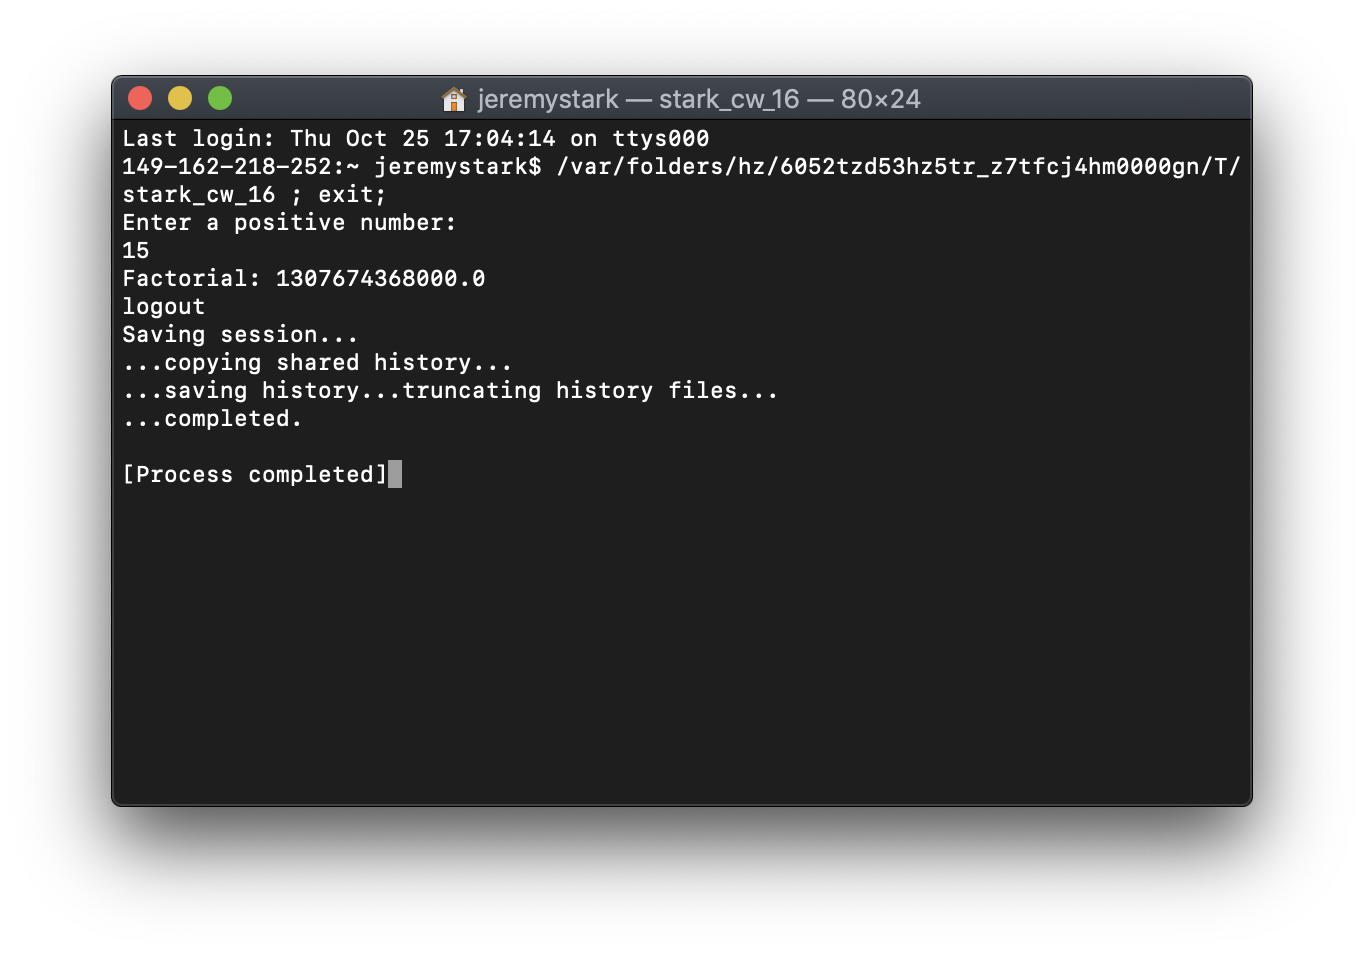 jeremystark — stark_cw_16 — 80×24
Last login: Thu Oct 25 17:04:14 on ttys000
149-162-218-252:~ jeremystark$ /var/folders/hz/6052tzd53hz5tr_z7tfcj4hm0000gn/T/
stark_cw_16 ; exit;
Enter a positive number:
15
Factorial: 1307674368000.0
logout
Saving session...
...copying shared history...
...saving history...truncating history files...
...completed.
[Process completed]